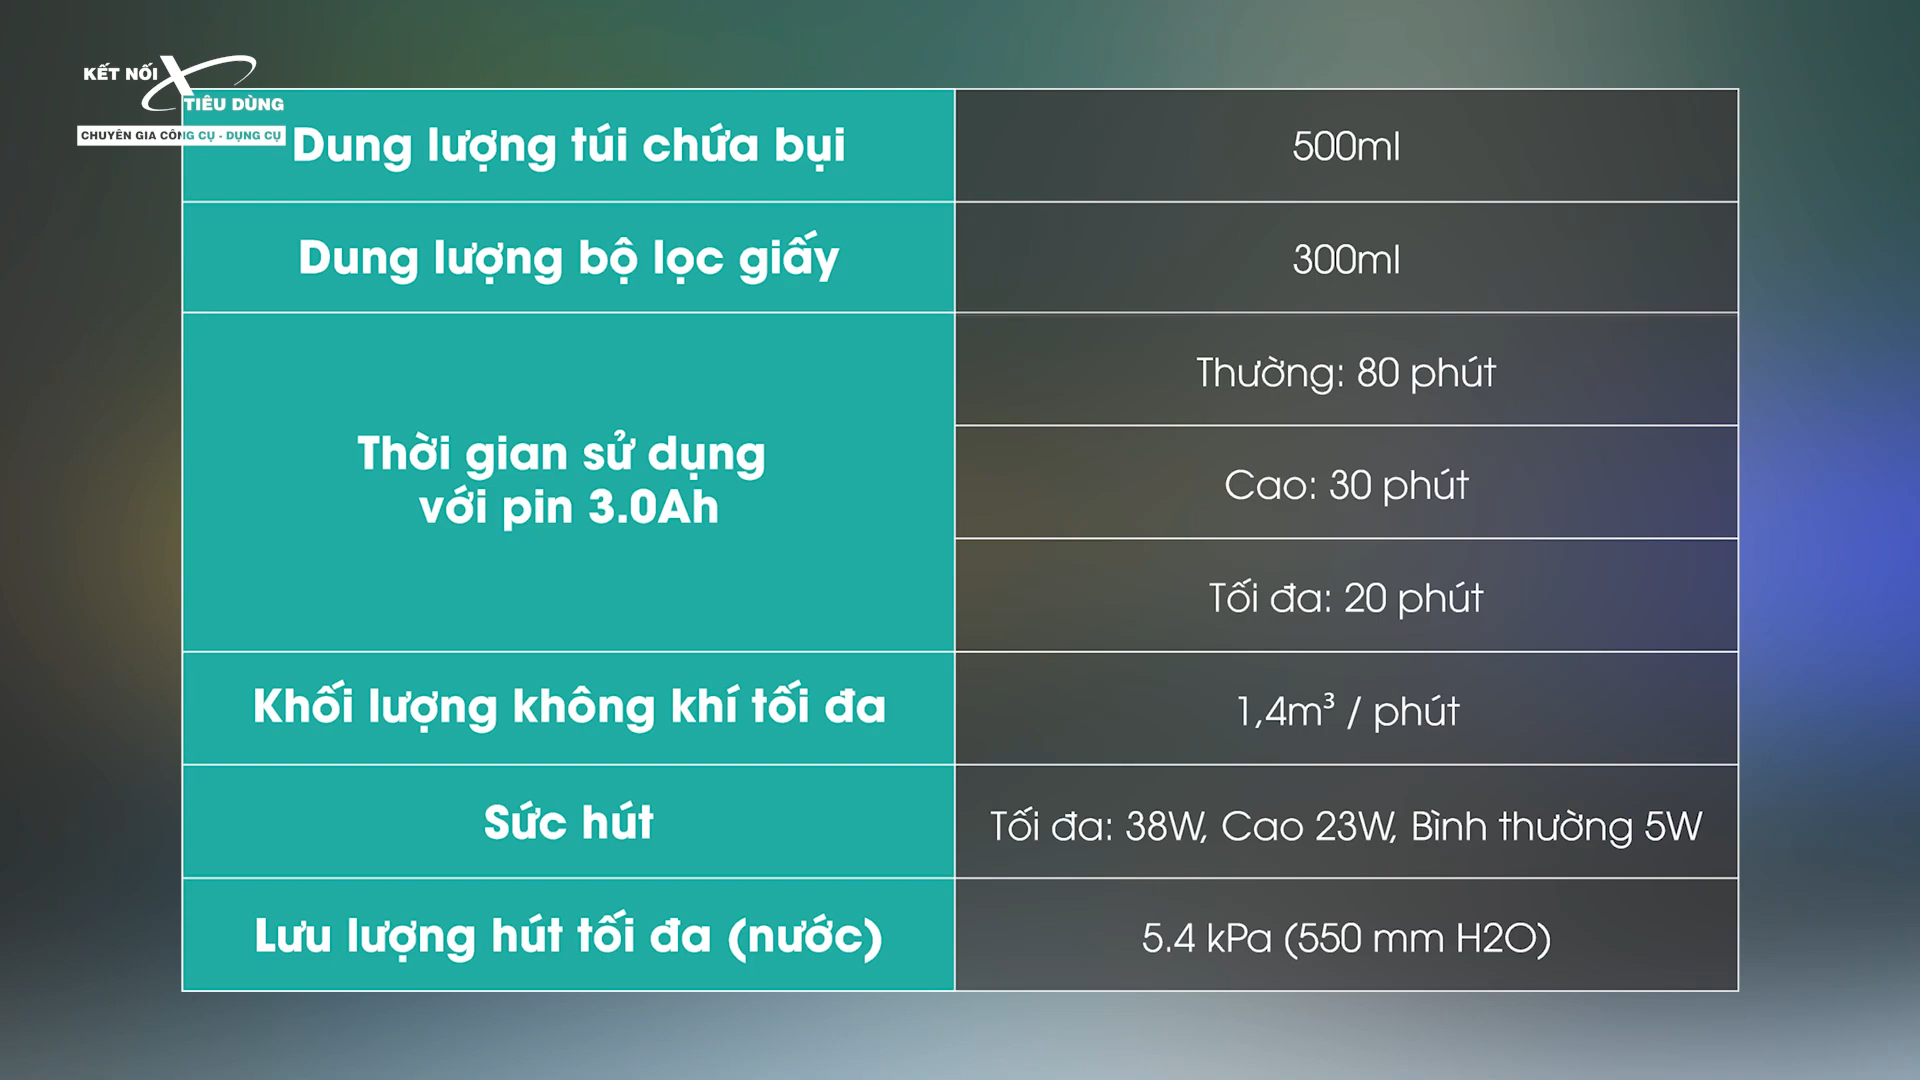 KẾT NỐI
TIÊU DÙNG
CHUYÊN GIA CÔNG CỤ - DỤNG CỤ
Dung lượng túi chứa bụi
500ml
Dung lượng bộ lọc giấy
300ml
Thời gian sử dụng
với pin 3.0Ah
Thường: 80 phút
Cao: 30 phút
Tối đa: 20 phút
Khối lượng không khí tối đa
1,4m³ / phút
Sức hút
Tối đa: 38W, Cao 23W, Bình thường 5W
Lưu lượng hút tối đa (nước)
5.4 kPa (550 mm H2O)